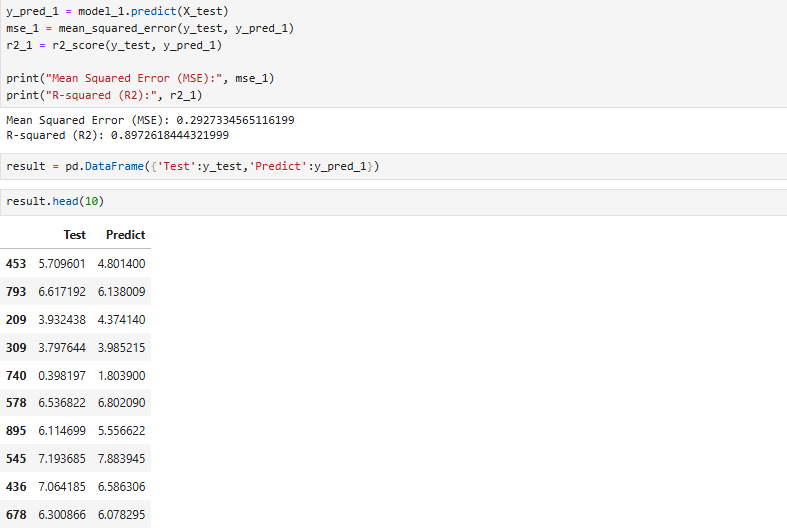 y_pred_1 = model_1.predict(X_test)
mse_1 = mean_squared_error(y_test, y_pred_1)
r2_1 = r2_score(y_test, y_pred_1)
print("Mean Squared Error (MSE):", mse_1)
print("R-squared (R2):", r2_1)
Mean Squared Error (MSE): 0.2927334565116199
R-squared (R2): 0.8972618444321999
result = pd.DataFrame({'Test':y_test,'Predict':y_pred_1})
result.head(10)
Test Predict
453 5.709601 4.801400
793 6.617192 6.138009
209 3.932438 4.374140
309 3.797644 3.985215
740 0.398197 1.803900
578 6.536822 6.802090
895 6.114699 5.556622
545 7.193685 7.883945
436 7.064185 6.586306
678 6.300866 6.078295